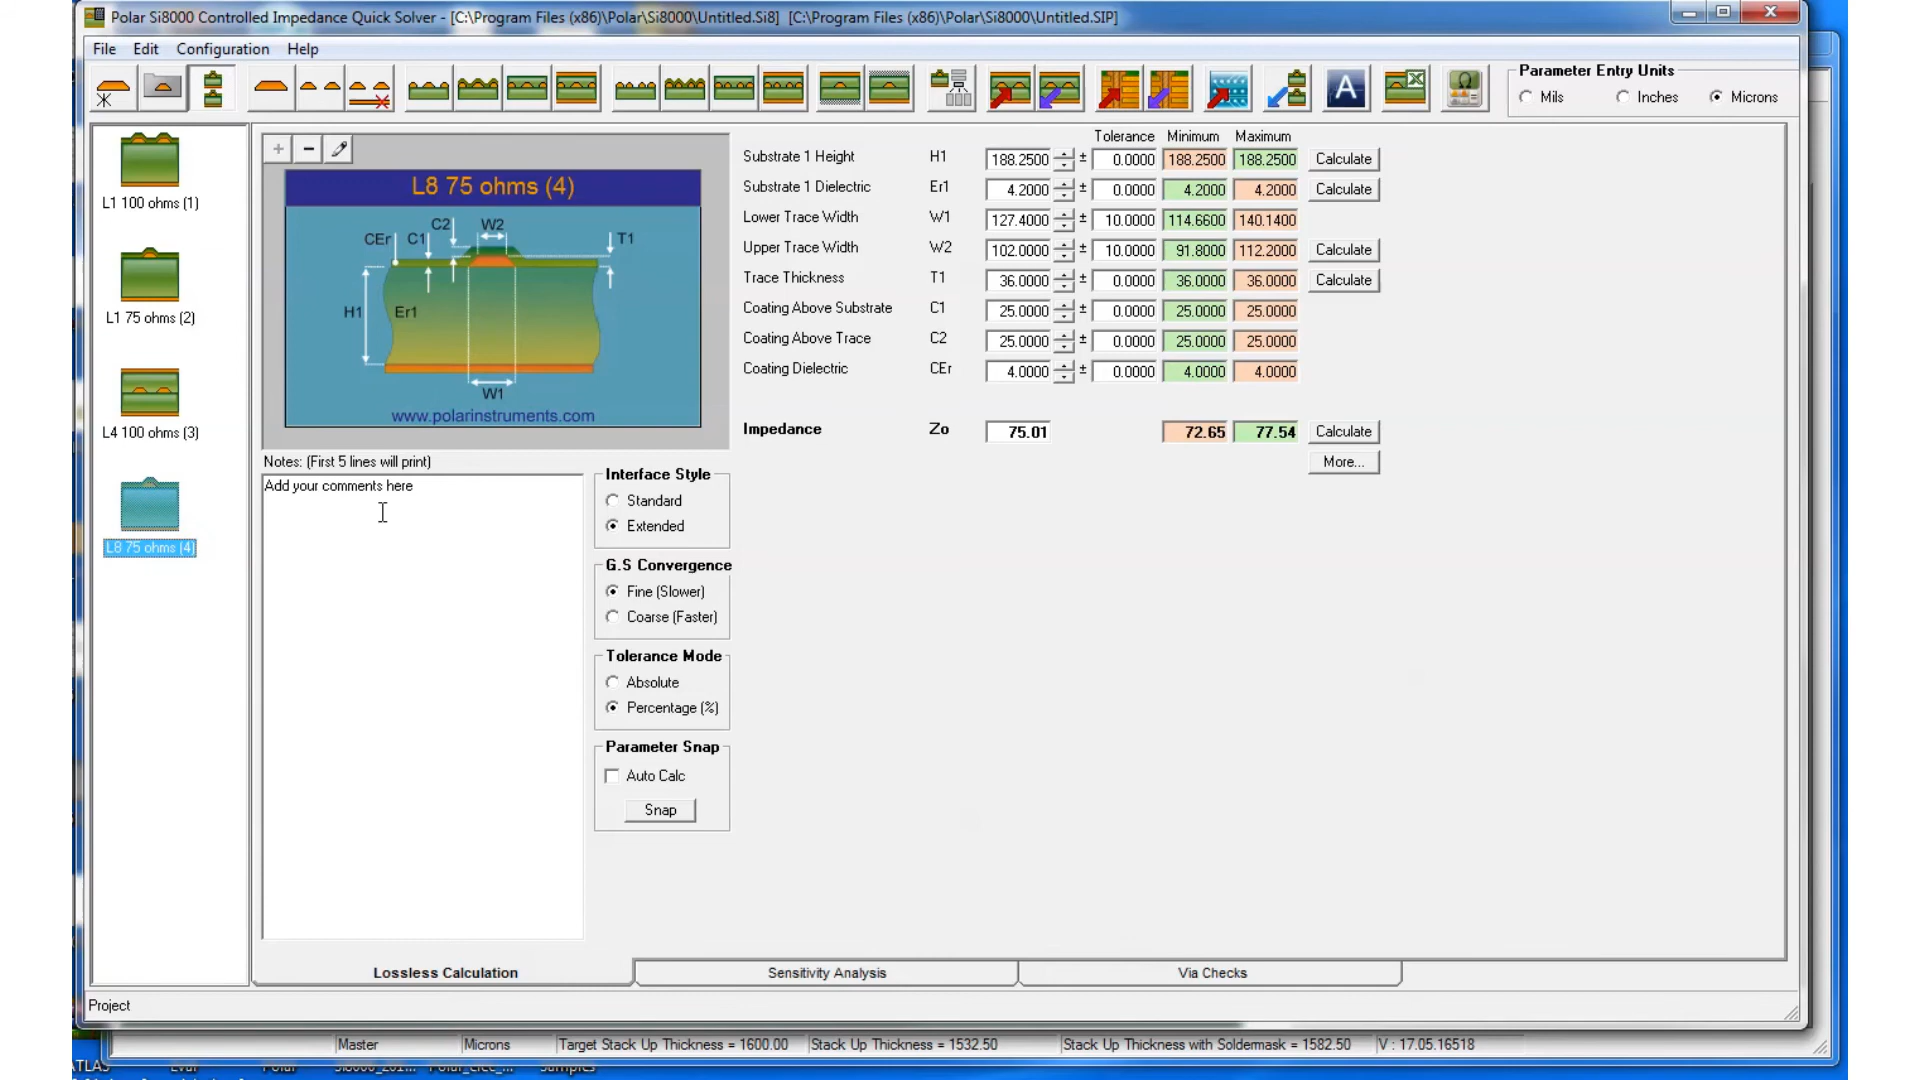 Polar Si8000 Controlled Impedance Quick Solver - [C:\Program Files (x86)\Polar\Si8000\Untitled.Si8]  [C:\Program Files (x86)\Polar\Si8000\Untitled.SIP]
File Edit Configuration Help
A
Parameter Entry Units
Mils Inches Microns
L1 100 ohms (1)
L1 75 ohms (2)
L4 100 ohms (3)
L8 75 ohms (4)
+ −
L8 75 ohms (4)
C2 W2
CEr C1 T1
H1 Er1
W1
www.polarinstruments.com
Tolerance Minimum Maximum
Substrate 1 Height H1 188.2500 ± 0.0000 188.2500 188.2500 Calculate
Substrate 1 Dielectric Er1 4.2000 ± 0.0000 4.2000 4.2000 Calculate
Lower Trace Width W1 127.4000 ± 10.0000 114.6600 140.1400
Upper Trace Width W2 102.0000 ± 10.0000 91.8000 112.2000 Calculate
Trace Thickness T1 36.0000 ± 0.0000 36.0000 36.0000 Calculate
Coating Above Substrate C1 25.0000 ± 0.0000 25.0000 25.0000
Coating Above Trace C2 25.0000 ± 0.0000 25.0000 25.0000
Coating Dielectric CEr 4.0000 ± 0.0000 4.0000 4.0000
Impedance Zo 75.01 72.65 77.54 Calculate
More...
Notes: (First 5 lines will print)
Add your comments here
Interface Style
Standard
Extended
G.S Convergence
Fine (Slower)
Coarse (Faster)
Tolerance Mode
Absolute
Percentage (%)
Parameter Snap
Auto Calc
Snap
Lossless Calculation Sensitivity Analysis Via Checks
Project
Master Microns Target Stack Up Thickness = 1600.00 Stack Up Thickness = 1532.50 Stack Up Thickness with Soldermask = 1582.50 V : 17.05.16518